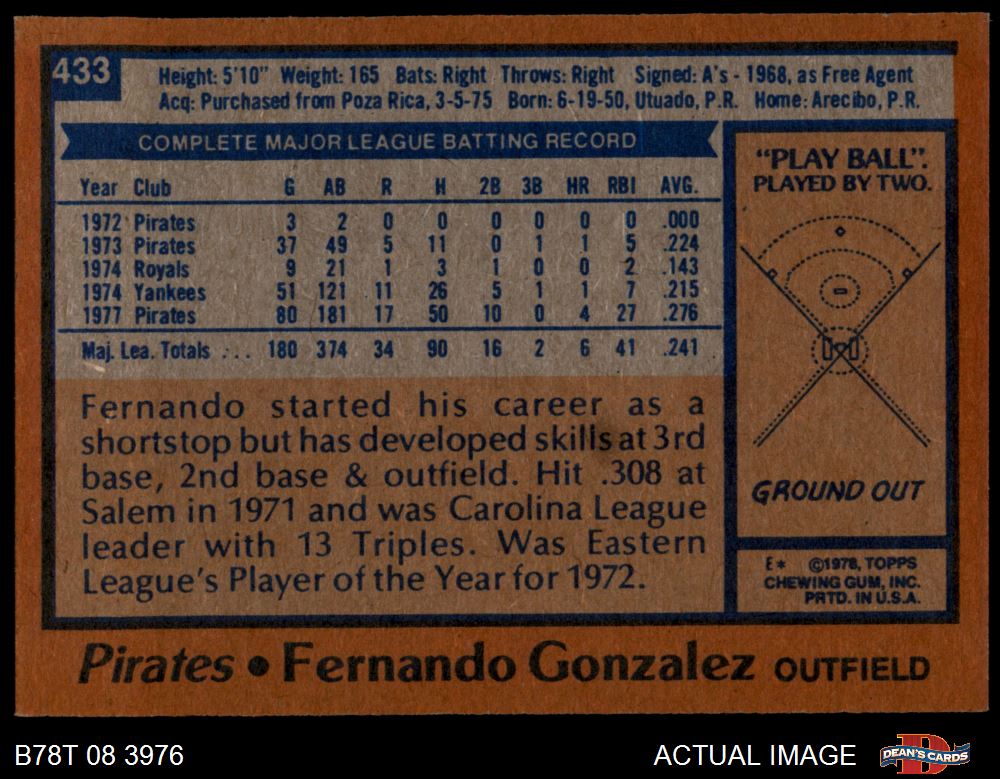 433
Height: 5'10" Weight: 165 Bats: Right Throws: Right Signed: A's - 1968, as Free Agent
Acq: Purchased from Poza Rica, 3-5-75 Born: 6-19-50, Utuado, P.R. Home: Arecibo, P.R.
COMPLETE MAJOR LEAGUE BATTING RECORD
Year Club G AB R H 2B 3B HR RBI AVG.
1972 Pirates 3 2 0 0 0 0 0 0 .000
1973 Pirates 37 49 5 11 0 1 1 5 .224
1974 Royals 9 21 1 3 1 0 0 2 .143
1974 Yankees 51 121 11 26 5 1 1 7 .215
1977 Pirates 80 181 17 50 10 0 4 27 .276
Maj. Lea. Totals ... 180 374 34 90 16 2 6 41 .241
Fernando started his career as a
shortstop but has developed skills at 3rd
base, 2nd base & outfield. Hit .308 at
Salem in 1971 and was Carolina League
leader with 13 Triples. Was Eastern
League's Player of the Year for 1972.
"PLAY BALL".
PLAYED BY TWO.
GROUND OUT
E* ©1978, TOPPS
CHEWING GUM, INC.
PRTD. IN U.S.A.
Pirates • Fernando Gonzalez OUTFIELD
B78T 08 3976
ACTUAL IMAGE
DEAN'S CARDS